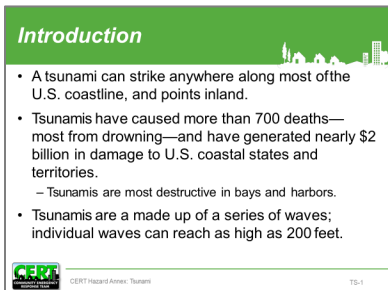 Introduction
• A tsunami can strike anywhere along most ofthe
U.S. coastline, and points inland.
• Tsunamis have caused more than 700 deaths—
most from drowning—and have generated nearly $2
billion in damage to U.S. coastal states and
territories.
– Tsunamis are most destructive in bays and harbors.
• Tsunamis are a made up of a series of waves;
individual waves can reach as high as 200 feet.
CERT
COMMUNITY EMERGENCY
RESPONSE TEAM
CERT Hazard Annex: Tsunami
TS-1